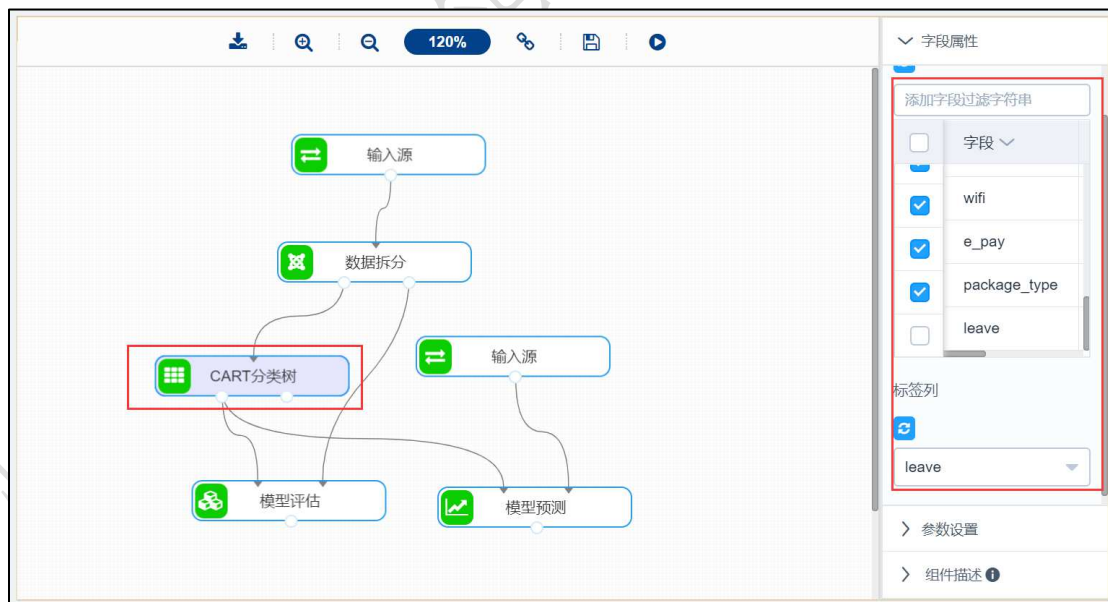 120%
输入源
数据拆分
CART分类树
输入源
模型评估
模型预测
字段属性
添加字段过滤字符串
字段
wifi
e_pay
package_type
leave
标签列
leave
参数设置
组件描述